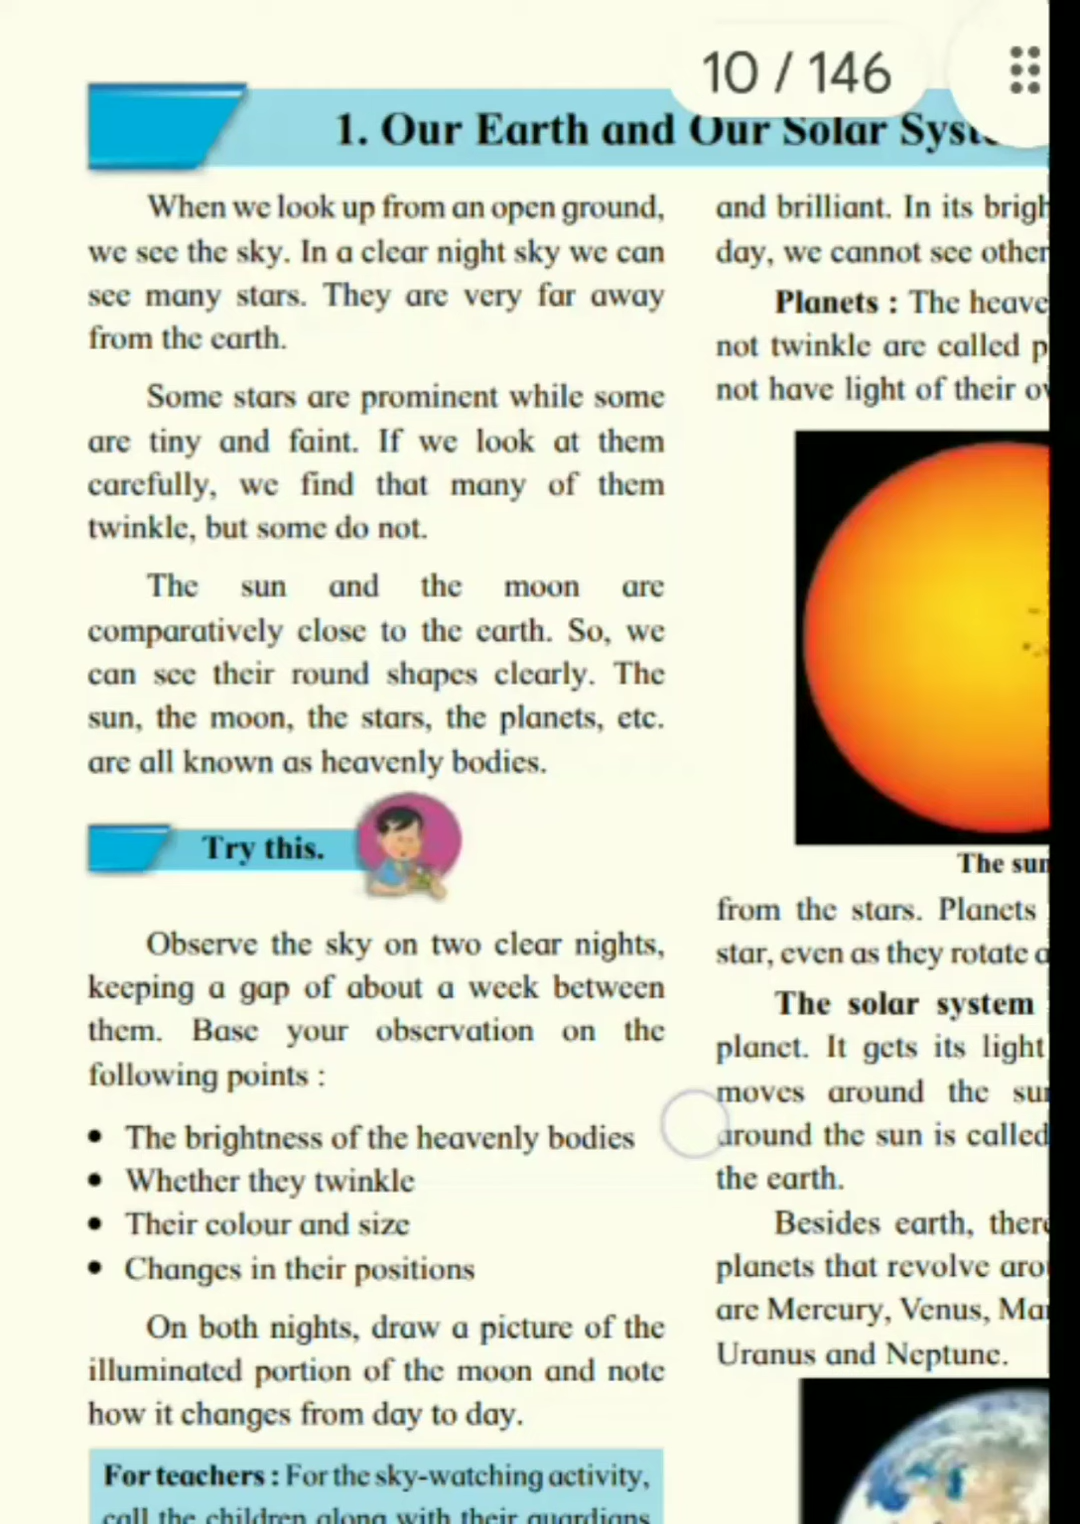 10 / 146
1. Our Earth and Our Solar
When we look up from an open ground,
we see the sky. In a clear night sky we can
see many stars. They are very far away
from the earth.
Some stars are prominent while some
are tiny and faint. If we look at them
carefully, we find that many of them
twinkle, but some do not.
The sun and the moon are
comparatively close to the earth. So, we
can see their round shapes clearly. The
sun, the moon, the stars, the planets, etc.
are all known as heavenly bodies.
Try this.
Observe the sky on two clear nights,
keeping a gap of about a week between
them. Base your observation on the
following points :
• The brightness of the heavenly bodies
• Whether they twinkle
• Their colour and size
• Changes in their positions
On both nights, draw a picture of the
illuminated portion of the moon and note
how it changes from day to day.
For teachers : For the sky-watching activity,
call the children along with their guardians
and brilliant. In its
day, we cannot see other
Planets : The
not twinkle are called
not have light of their
The sun
from the stars. Planets
star, even as they rotate
The solar system
planet. It gets its light
moves around the
around the sun is called
the earth.
Besides earth,
planets that revolve
are Mercury, Venus,
Uranus and Neptune.